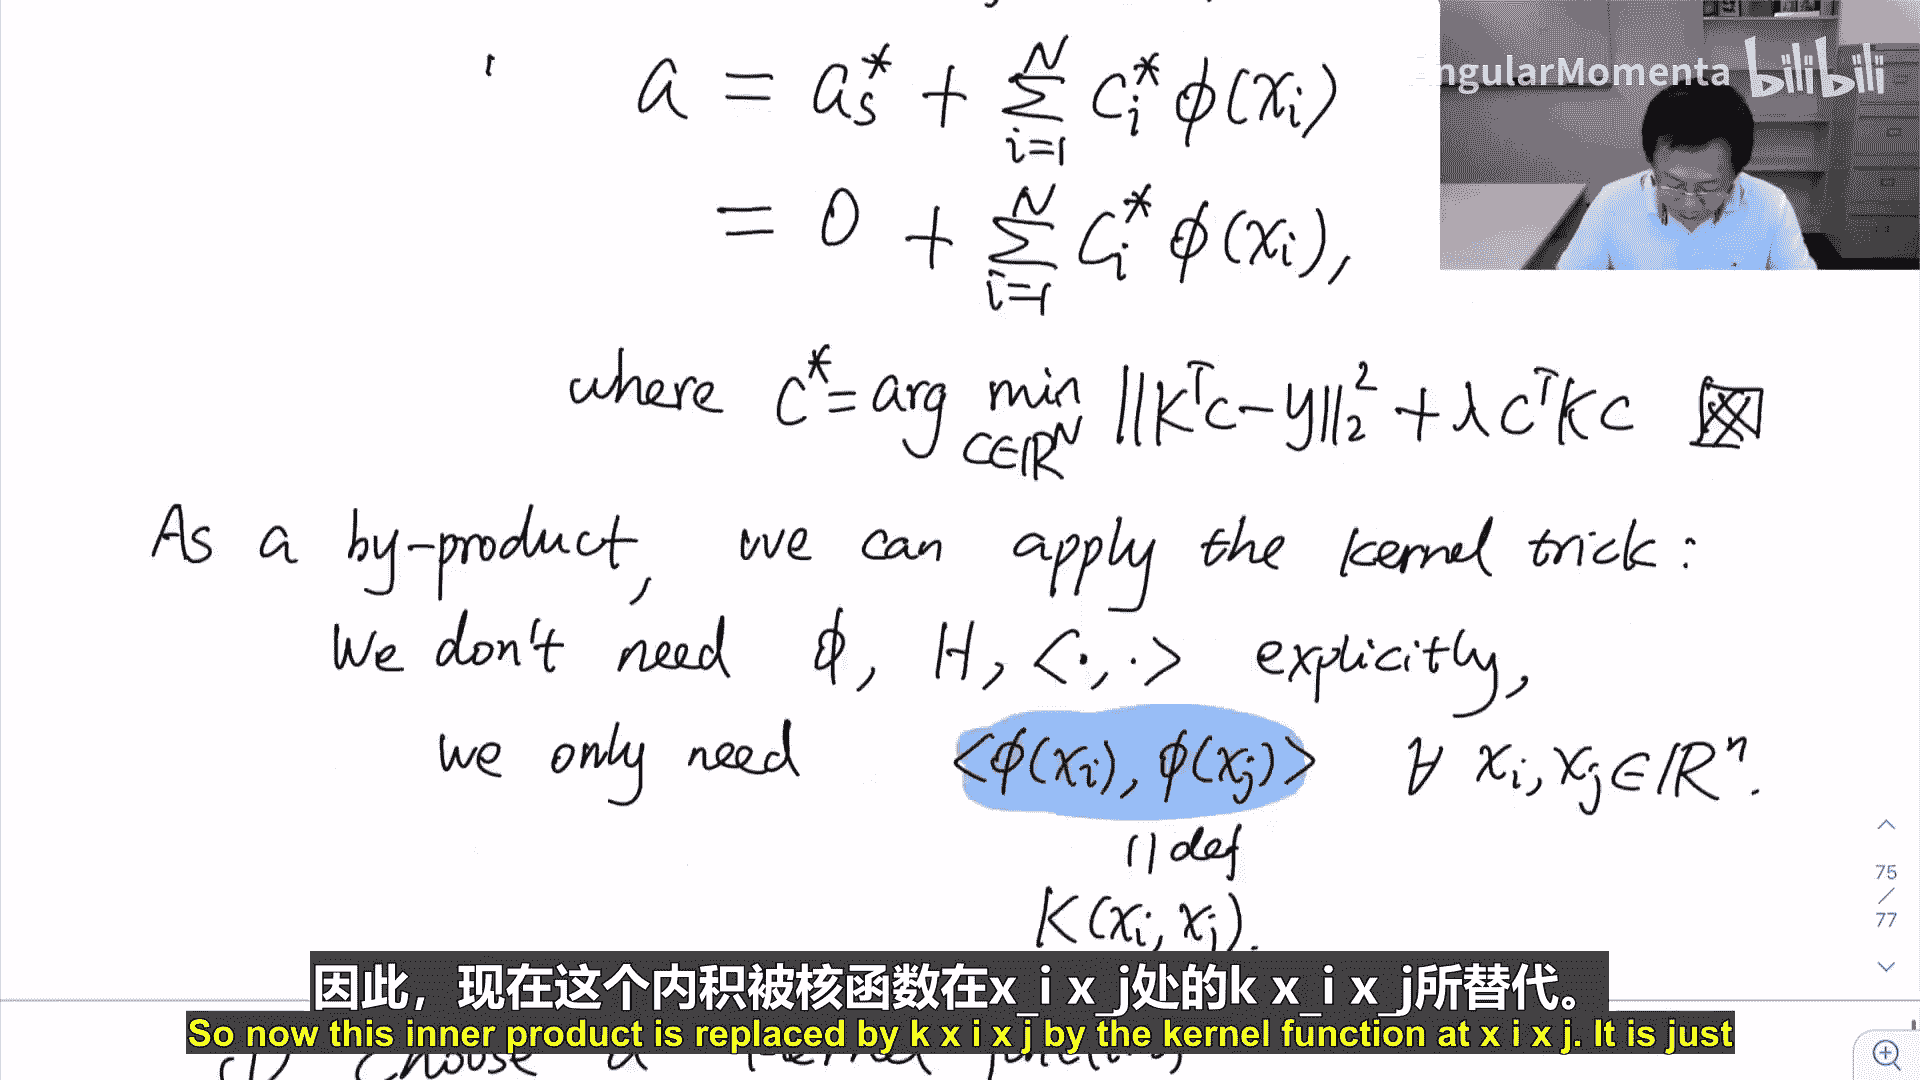 ngularMomenta bilibili
a = a_s^* + \sum_{i=1}^{N} c_i^* ϕ(x_i)
= 0 + \sum_{i=1}^{N} c_i^* ϕ(x_i),
where c^* = arg min_{c∈ℝ^N} ||K^T c - y||_2^2 + λ c^T K c
As a by-product, we can apply the kernel trick:
We don't need ϕ, H, <·,·> explicitly,
we only need <ϕ(x_i), ϕ(x_j)> ∀ x_i, x_j ∈ ℝ^n.
|| def
K(x_i, x_j).
75
/
77
因此，现在这个内积被核函数在x_i x_j处的k x_i x_j所替代。
So now this inner product is replaced by k x i x j by the kernel function at x i x j. It is just